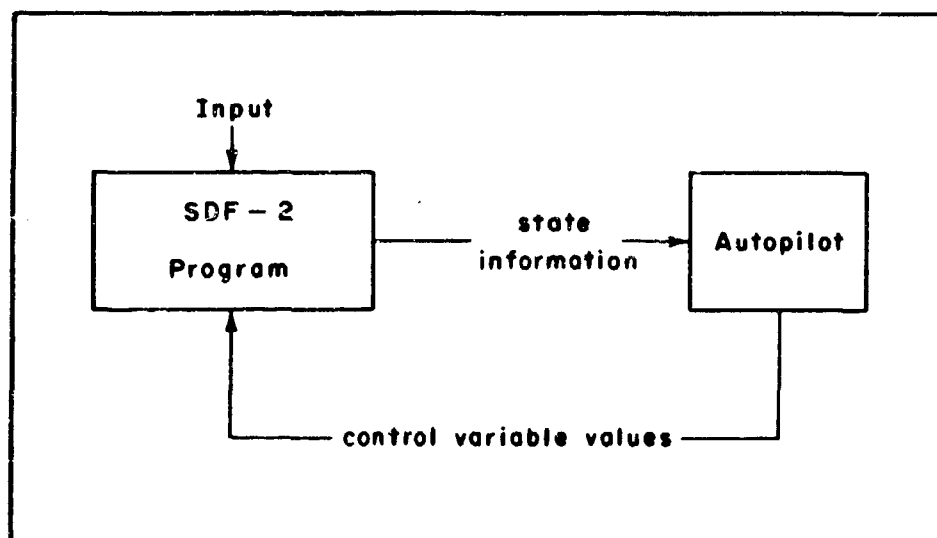 Input
SDF – 2
Program
state
information
Autopilot
control variable values